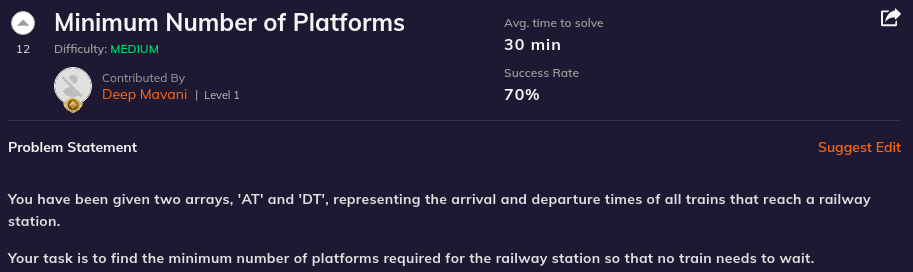 Minimum Number of Platforms
12
Difficulty: MEDIUM
Contributed By
Deep Mavani | Level 1
Avg. time to solve
30 min
Success Rate
70%
Problem Statement
Suggest Edit
You have been given two arrays, 'AT' and 'DT', representing the arrival and departure times of all trains that reach a railway
station.
Your task is to find the minimum number of platforms required for the railway station so that no train needs to wait.